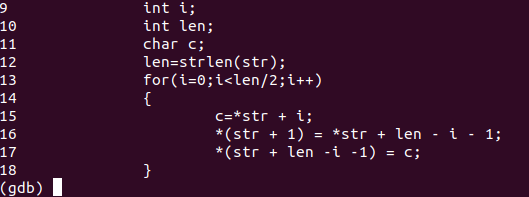 9 int i;
10 int len;
11 char c;
12 len=strlen(str);
13 for(i=0;i<len/2;i++)
14 {
15 c=*str + i;
16 *(str + 1) = *str + len - i - 1;
17 *(str + len -i -1) = c;
18 }
(gdb)